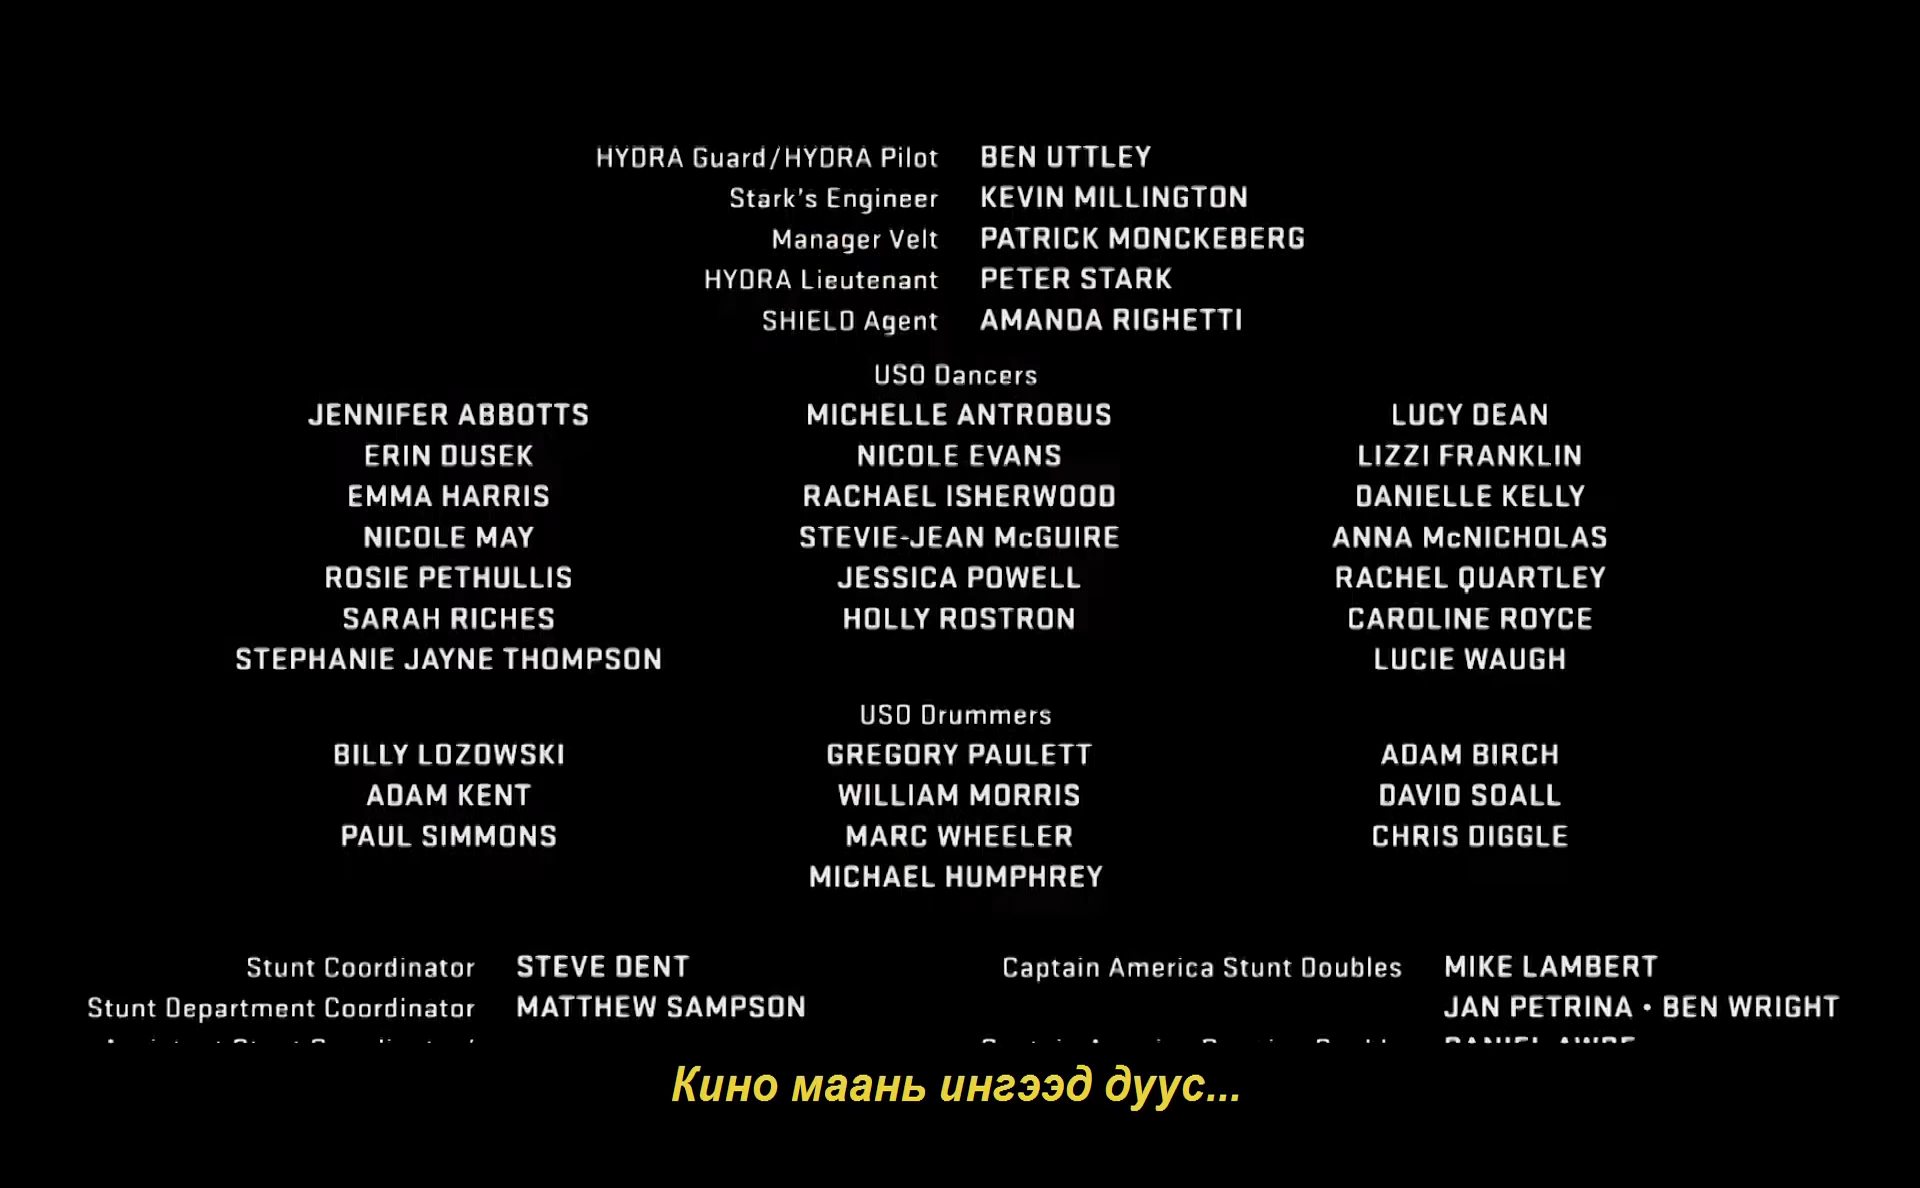 HYDRA Guard/HYDRA Pilot BEN UTTLEY
Stark's Engineer KEVIN MILLINGTON
Manager Velt PATRICK MONCKEBERG
HYDRA Lieutenant PETER STARK
SHIELD Agent AMANDA RIGHETTI
USO Dancers
JENNIFER ABBOTTS MICHELLE ANTROBUS LUCY DEAN
ERIN DUSEK NICOLE EVANS LIZZI FRANKLIN
EMMA HARRIS RACHAEL ISHERWOOD DANIELLE KELLY
NICOLE MAY STEVIE-JEAN McGUIRE ANNA McNICHOLAS
ROSIE PETHULLIS JESSICA POWELL RACHEL QUARTLEY
SARAH RICHES HOLLY ROSTRON CAROLINE ROYCE
STEPHANIE JAYNE THOMPSON LUCIE WAUGH
USO Drummers
BILLY LOZOWSKI GREGORY PAULETT ADAM BIRCH
ADAM KENT WILLIAM MORRIS DAVID SOALL
PAUL SIMMONS MARC WHEELER CHRIS DIGGLE
MICHAEL HUMPHREY
Stunt Coordinator STEVE DENT Captain America Stunt Doubles MIKE LAMBERT
Stunt Department Coordinator MATTHEW SAMPSON JAN PETRINA • BEN WRIGHT
Кино маань ингээд дуус...